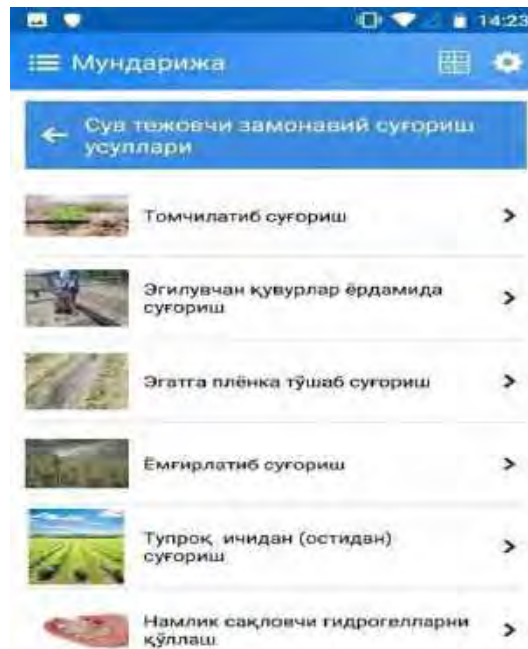 14:23
Мундарижа
Сув тежовчи замонавий суғориш
усуллари
Томчилатиб суғориш
Эгилувчан қувурлар ёрдамида
суғориш
Эгатга плёнка тўшаб суғориш
Ёмғирлатиб суғориш
Тупроқ ичидан (остидан)
суғориш
Намлик сақловчи гидрогелларни
қўллаш